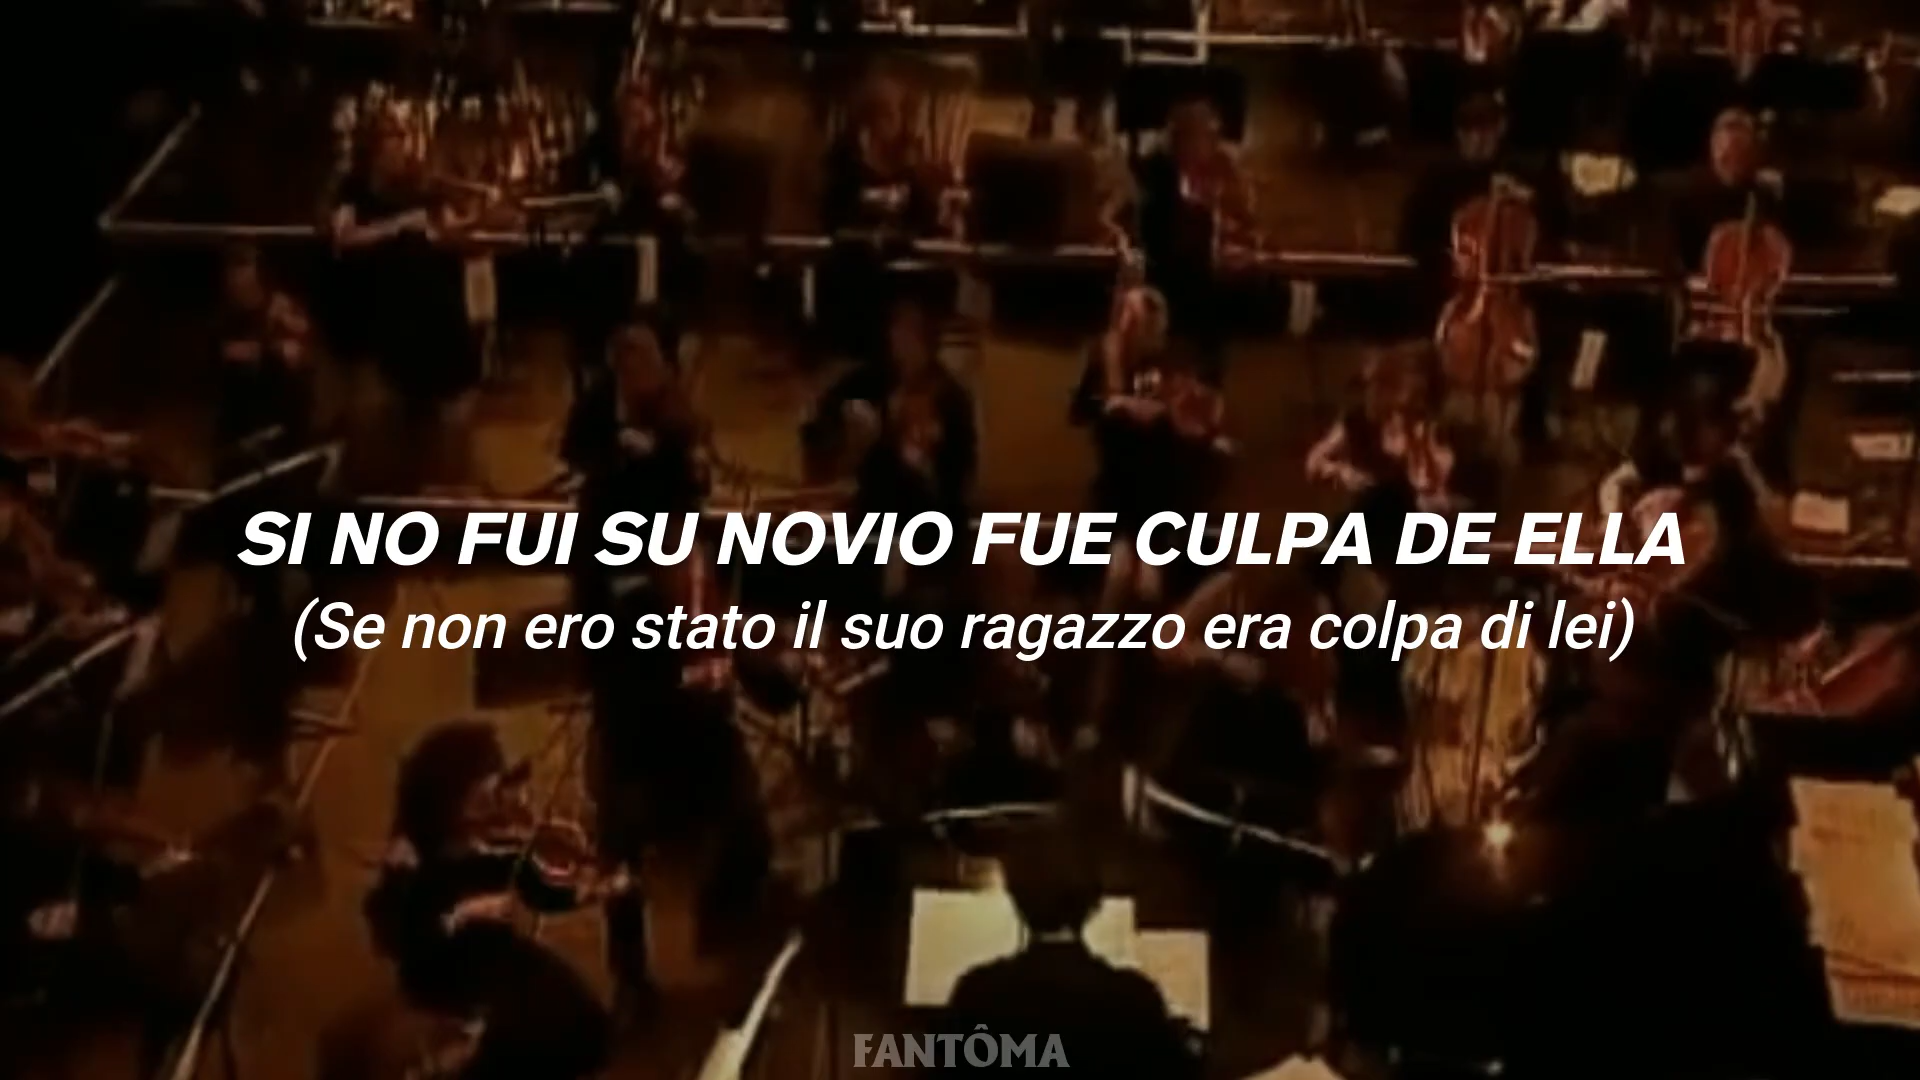 SI NO FUI SU NOVIO FUE CULPA DE ELLA
(Se non ero stato il suo ragazzo era colpa di lei)
FANTÔMA